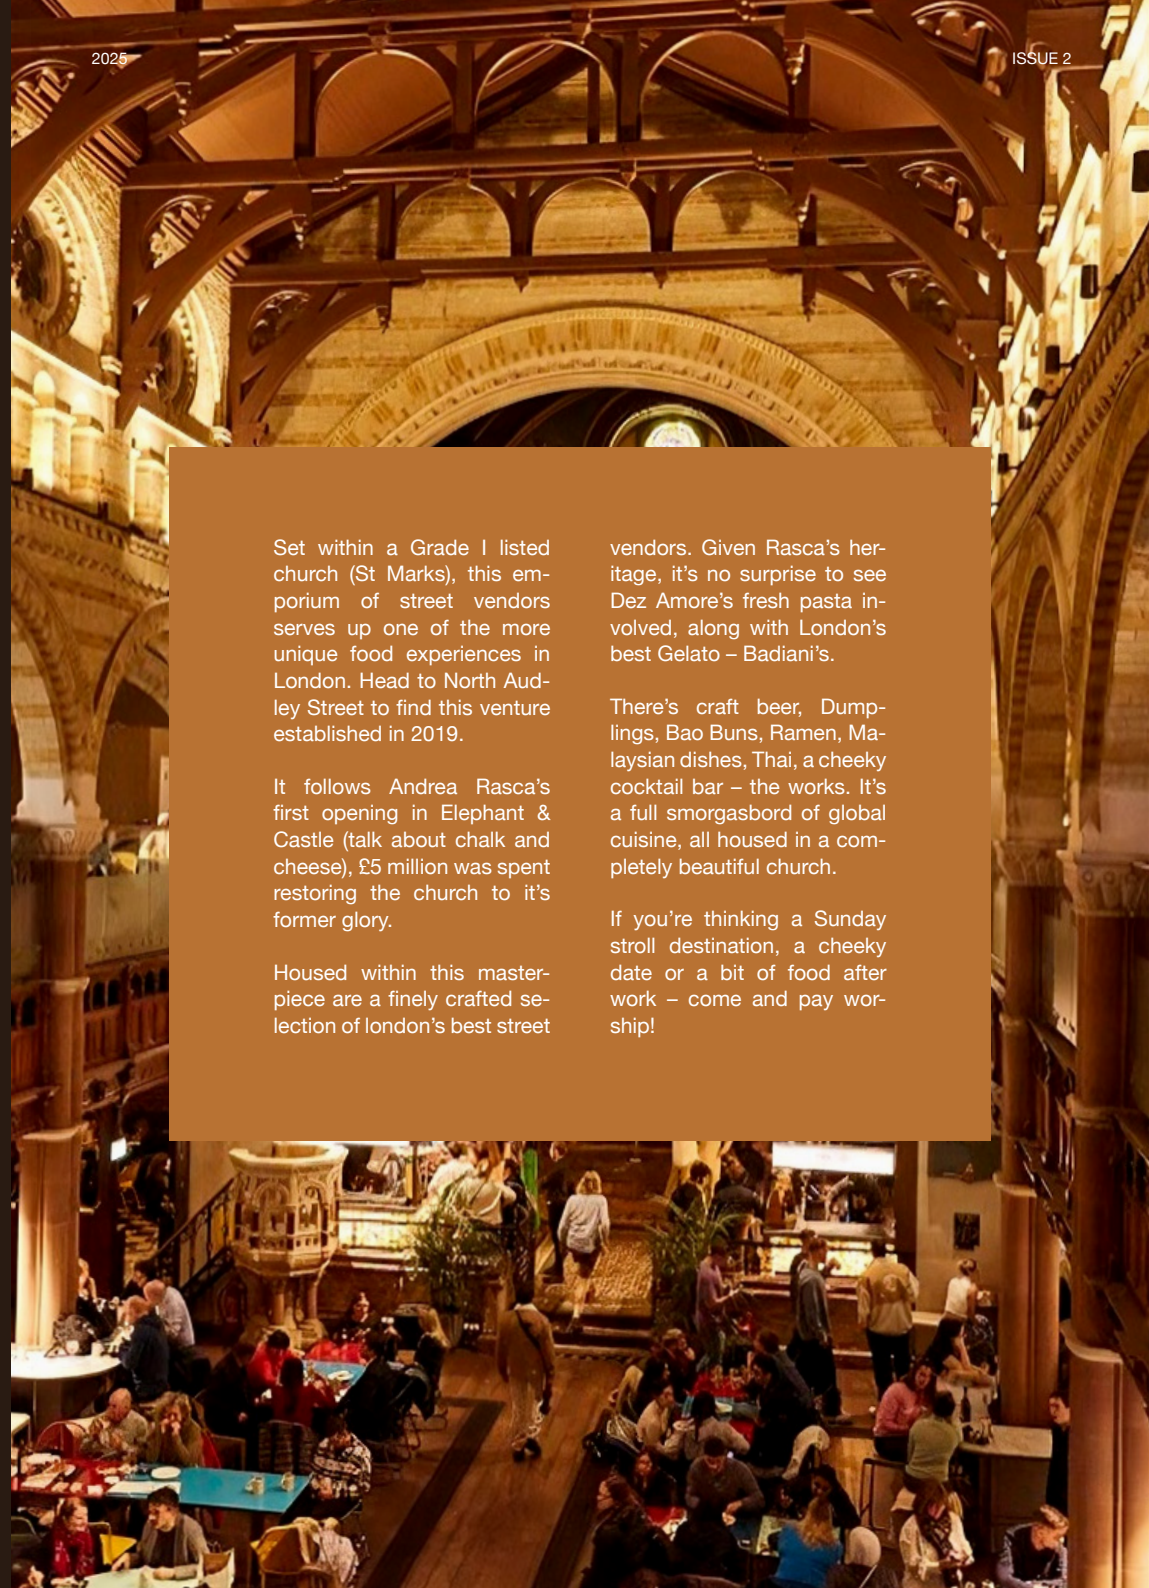 2025
ISSUE 2
Set within a Grade I listed
church (St Marks), this em-
porium of street vendors
serves up one of the more
unique food experiences in
London. Head to North Aud-
ley Street to find this venture
established in 2019.
It follows Andrea Rasca’s
first opening in Elephant &
Castle (talk about chalk and
cheese), £5 million was spent
restoring the church to it’s
former glory.
Housed within this master-
piece are a finely crafted se-
lection of london’s best street
vendors. Given Rasca’s her-
itage, it’s no surprise to see
Dez Amore’s fresh pasta in-
volved, along with London’s
best Gelato – Badiani’s.
There’s craft beer, Dump-
lings, Bao Buns, Ramen, Ma-
laysian dishes, Thai, a cheeky
cocktail bar – the works. It’s
a full smorgasbord of global
cuisine, all housed in a com-
pletely beautiful church.
If you’re thinking a Sunday
stroll destination, a cheeky
date or a bit of food after
work – come and pay wor-
ship!